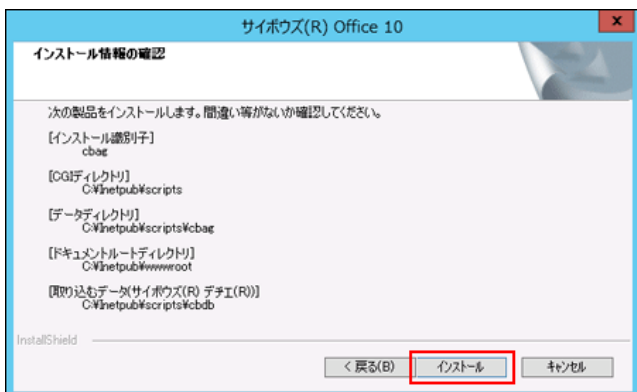 サイボウズ(R) Office 10
x
インストール情報の確認
次の製品をインストールします。間違い等がないか確認してください。
[インストール識別子]
cbag
[CGIディレクトリ]
C:¥Inetpub¥scripts
[データディレクトリ]
C:¥Inetpub¥scripts¥cbag
[ドキュメントルートディレクトリ]
C:¥Inetpub¥wwwroot
[取り込むデータ(サイボウズ(R) デヂエ(R))]
C:¥Inetpub¥scripts¥cbdb
InstallShield
< 戻る(B) インストール キャンセル